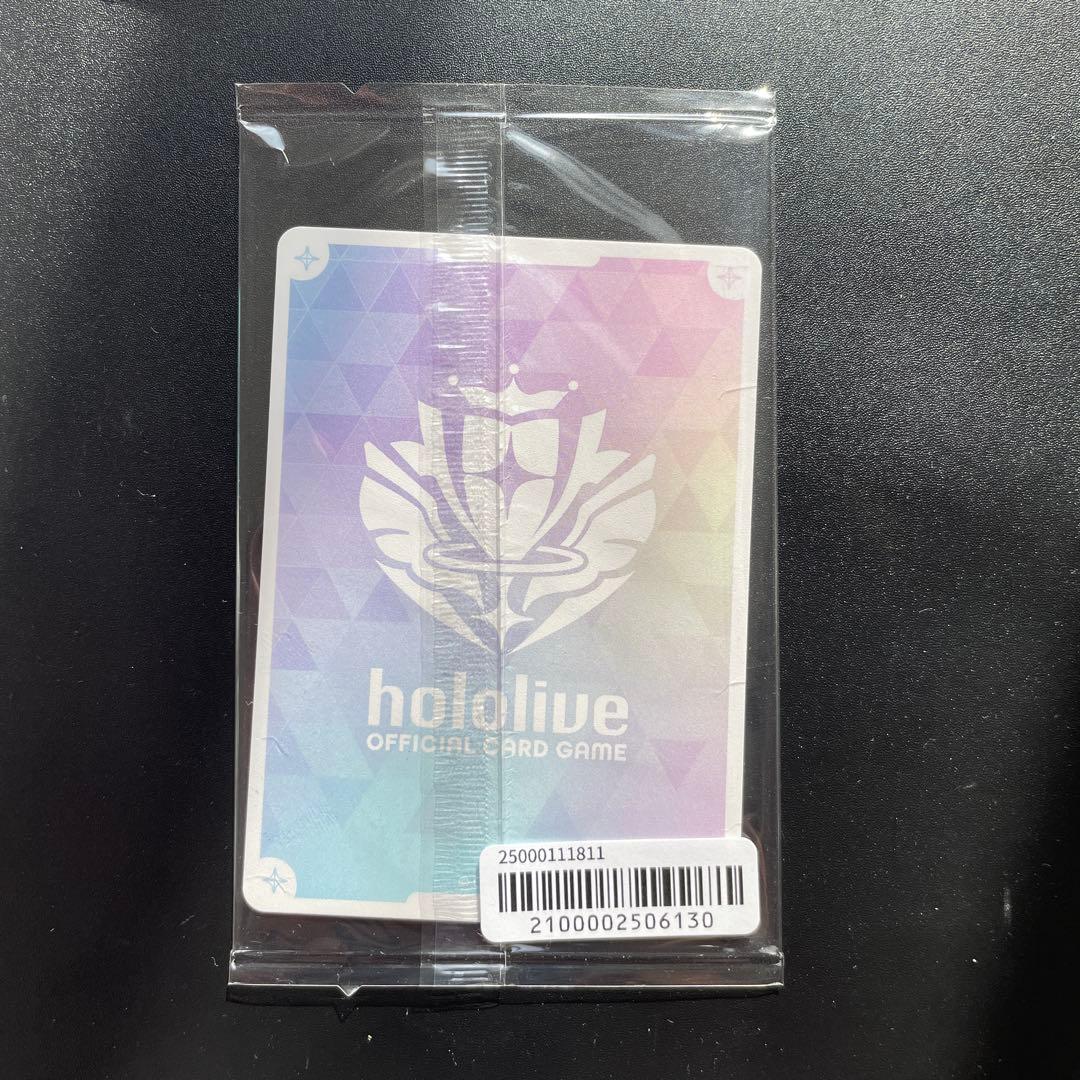 hololive
OFFICIAL CARD GAME
25000111811
2100002506130